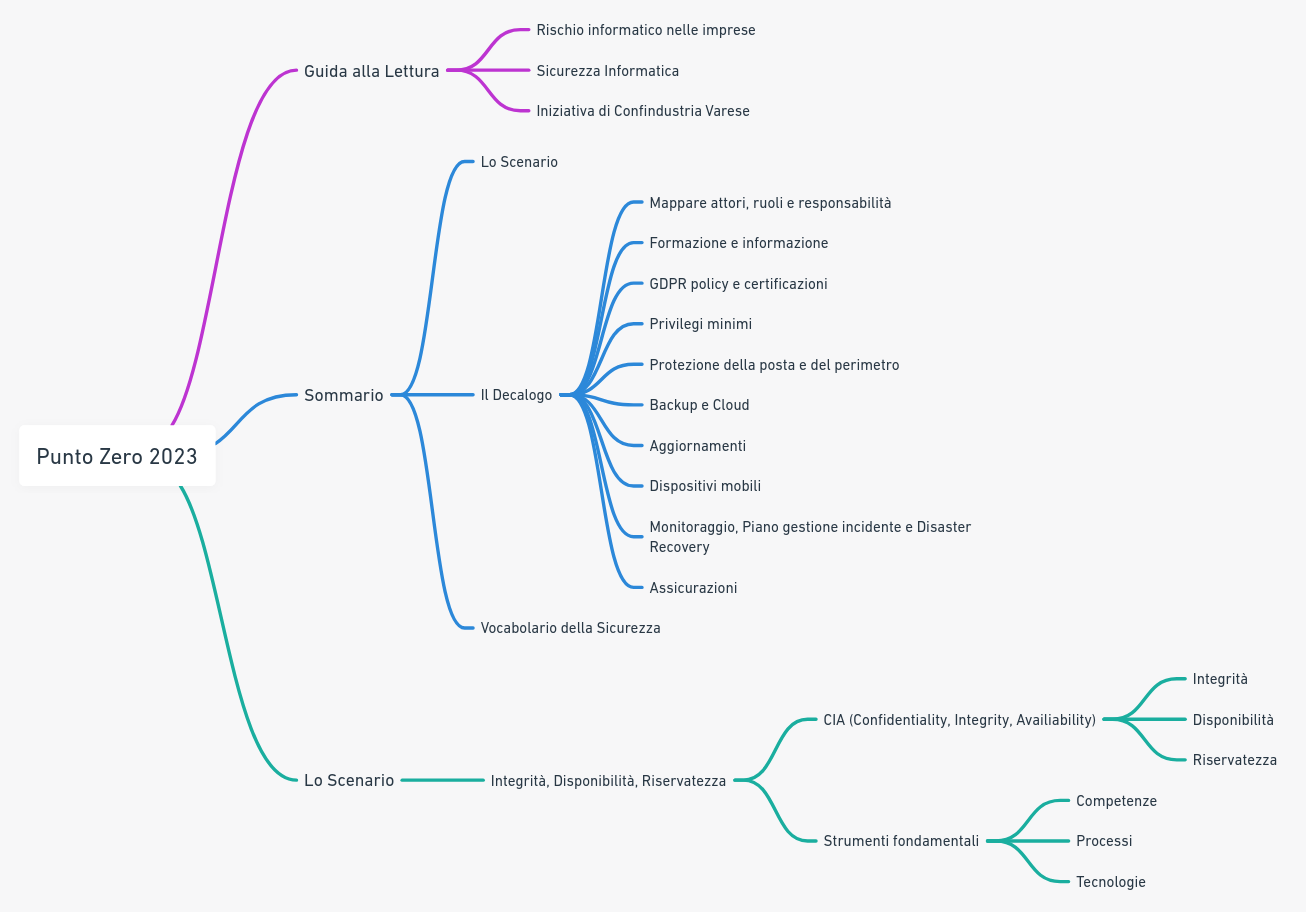 Punto Zero 2023
Guida alla Lettura
Rischio informatico nelle imprese
Sicurezza Informatica
Iniziativa di Confindustria Varese
Sommario
Lo Scenario
Il Decalogo
Mappare attori, ruoli e responsabilità
Formazione e informazione
GDPR policy e certificazioni
Privilegi minimi
Protezione della posta e del perimetro
Backup e Cloud
Aggiornamenti
Dispositivi mobili
Monitoraggio, Piano gestione incidente e Disaster
Recovery
Assicurazioni
Vocabolario della Sicurezza
Lo Scenario
Integrità, Disponibilità, Riservatezza
CIA (Confidentiality, Integrity, Availiability)
Integrità
Disponibilità
Riservatezza
Strumenti fondamentali
Competenze
Processi
Tecnologie